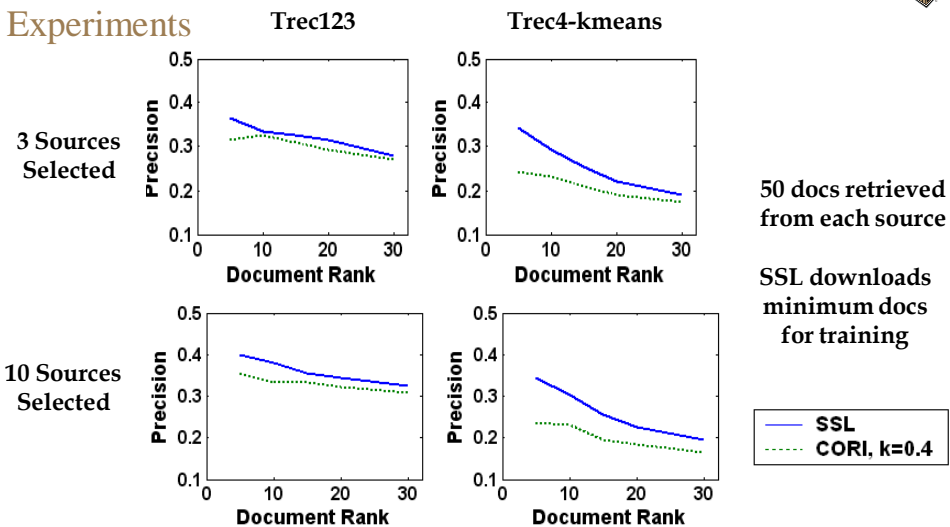 Experiments
Trec123
Trec4-kmeans
3 Sources
Selected
Precision
0.5
0.4
0.3
0.2
0.1
0
10
20
30
Document Rank
Precision
0.5
0.4
0.3
0.2
0.1
0
10
20
30
Document Rank
50 docs retrieved
from each source
SSL downloads
minimum docs
for training
10 Sources
Selected
Precision
0.5
0.4
0.3
0.2
0.1
0
10
20
30
Document Rank
Precision
0.5
0.4
0.3
0.2
0.1
0
10
20
30
Document Rank
SSL
CORI, k=0.4